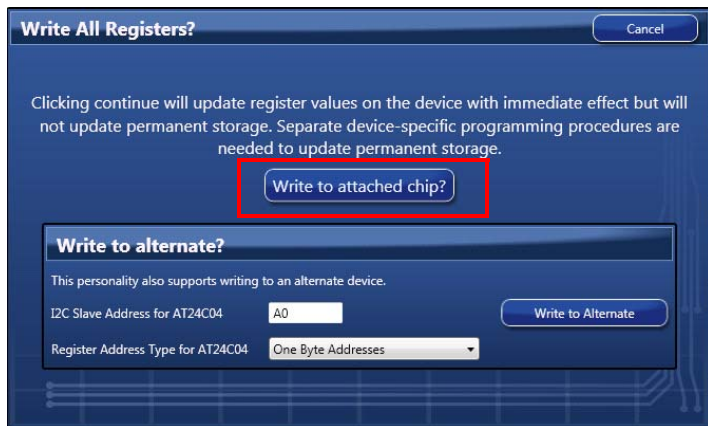 Write All Registers?
Cancel
Clicking continue will update register values on the device with immediate effect but will
not update permanent storage. Separate device-specific programming procedures are
needed to update permanent storage.
Write to attached chip?
Write to alternate?
This personality also supports writing to an alternate device.
I2C Slave Address for AT24C04
A0
Write to Alternate
Register Address Type for AT24C04
One Byte Addresses